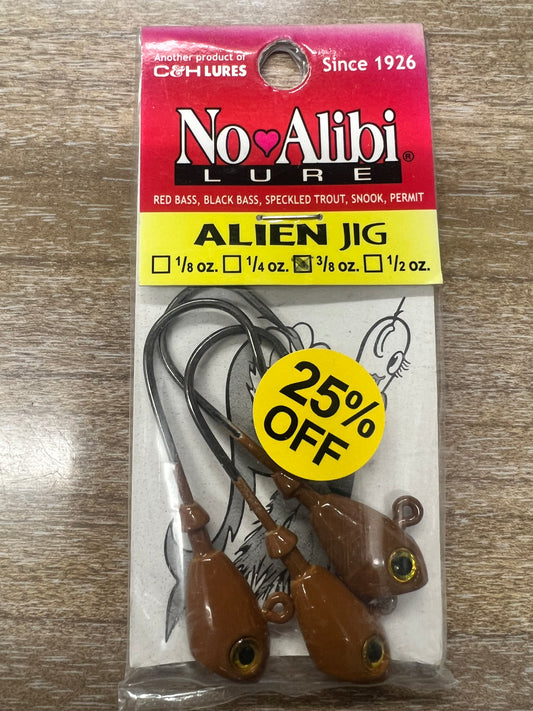 Another product of
C&H LURES
Since 1926
No Alibi®
LURE
RED BASS, BLACK BASS, SPECKLED TROUT, SNOOK, PERMIT
ALIEN JIG
1/8 oz. 1/4 oz. 3/8 oz. 1/2 oz.
25%
OFF